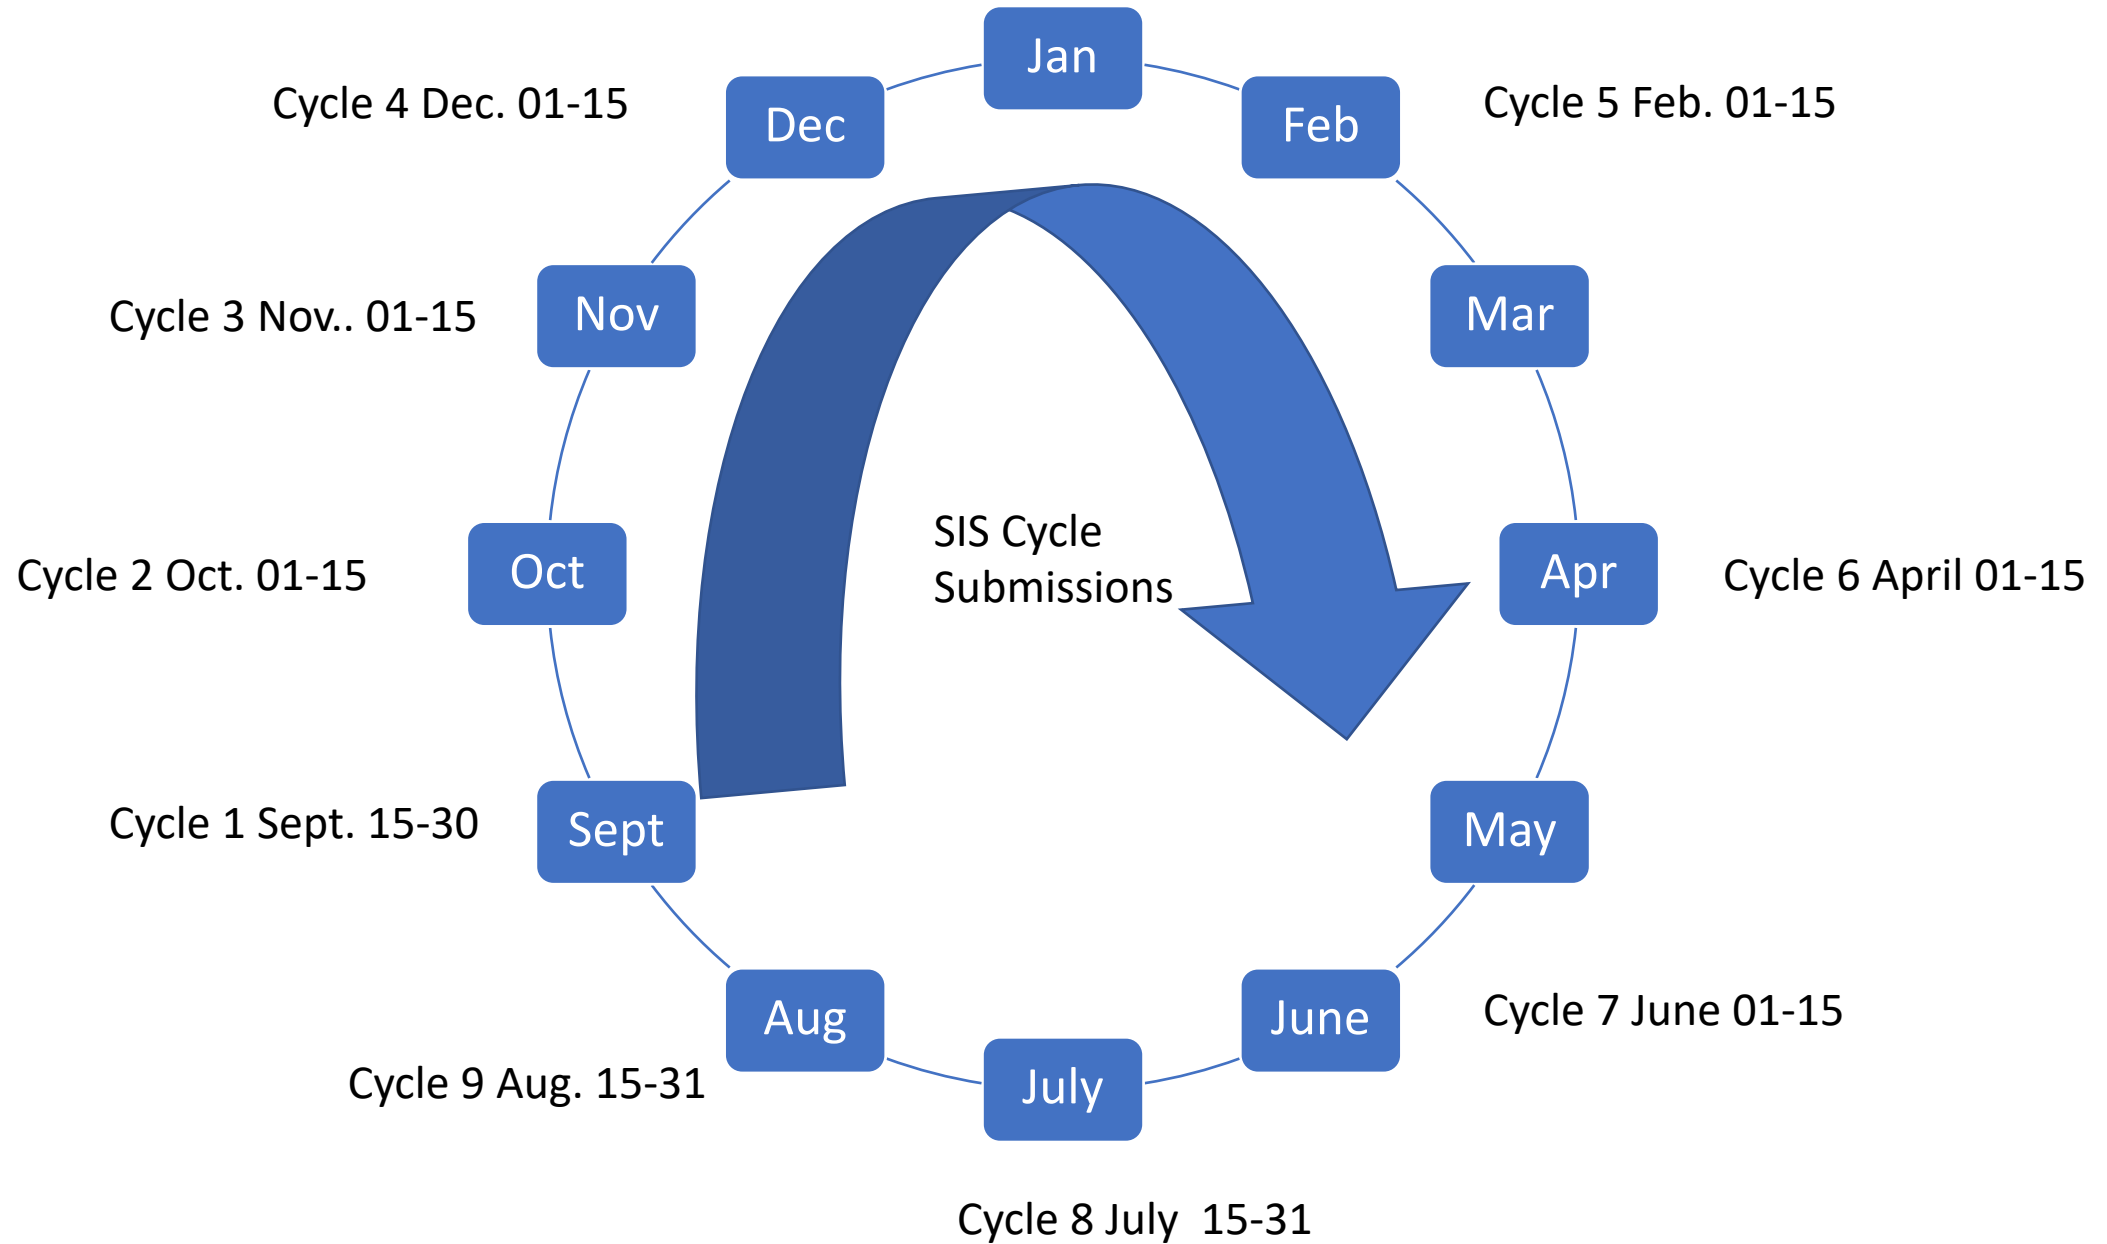 Jan
Cycle 4 Dec. 01-15
Dec
Feb
Cycle 5 Feb. 01-15
Cycle 3 Nov.. 01-15
Nov
Mar
SIS Cycle
Submissions
Cycle 2 Oct. 01-15
Oct
Apr
Cycle 6 April 01-15
Cycle 1 Sept. 15-30
Sept
May
Aug
June
Cycle 7 June 01-15
Cycle 9 Aug. 15-31
July
Cycle 8 July  15-31